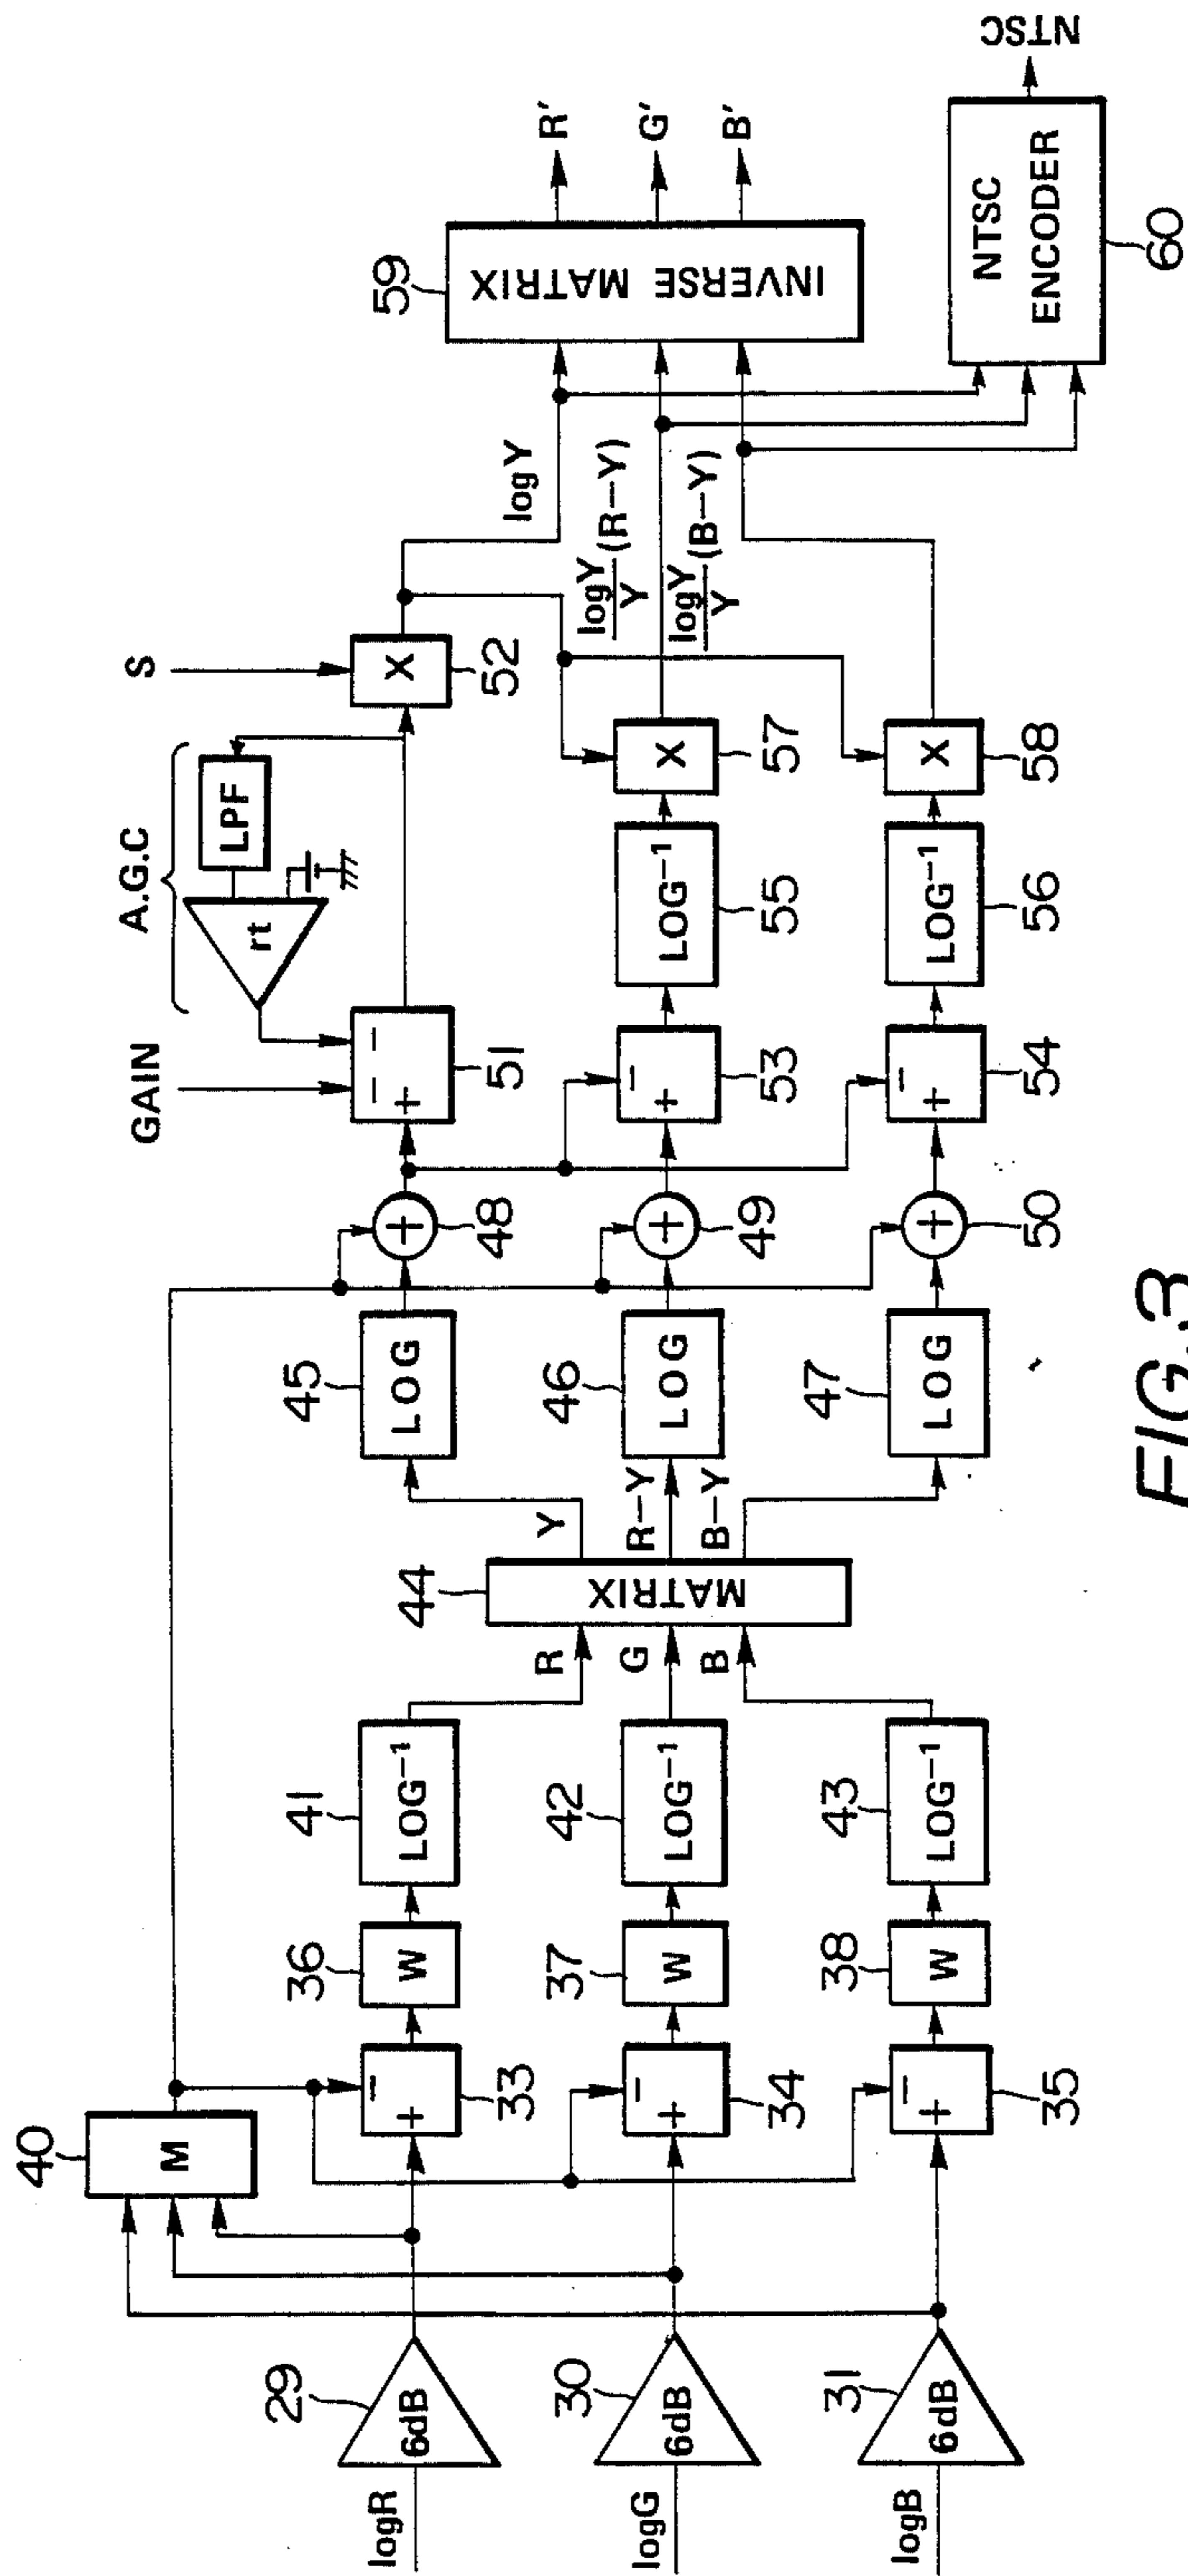 logR
logG
logB
29
6dB
30
6dB
31
6dB
40
M
−
+
33
−
+
34
−
+
35
36
W
37
W
38
W
41
LOG⁻¹
42
LOG⁻¹
43
LOG⁻¹
R
G
B
44
MATRIX
Y
R−Y
B−Y
45
LOG
46
LOG
47
LOG
+
48
+
49
+
50
GAIN
A.G.C
rt
LPF
−
−
+
51
−
+
53
−
+
54
LOG⁻¹
55
LOG⁻¹
56
S
X
52
X
57
X
58
logY
logY/Y (R−Y)
logY/Y (B−Y)
59
INVERSE MATRIX
R′
G′
B′
NTSC
ENCODER
60
NTSC
FIG.3